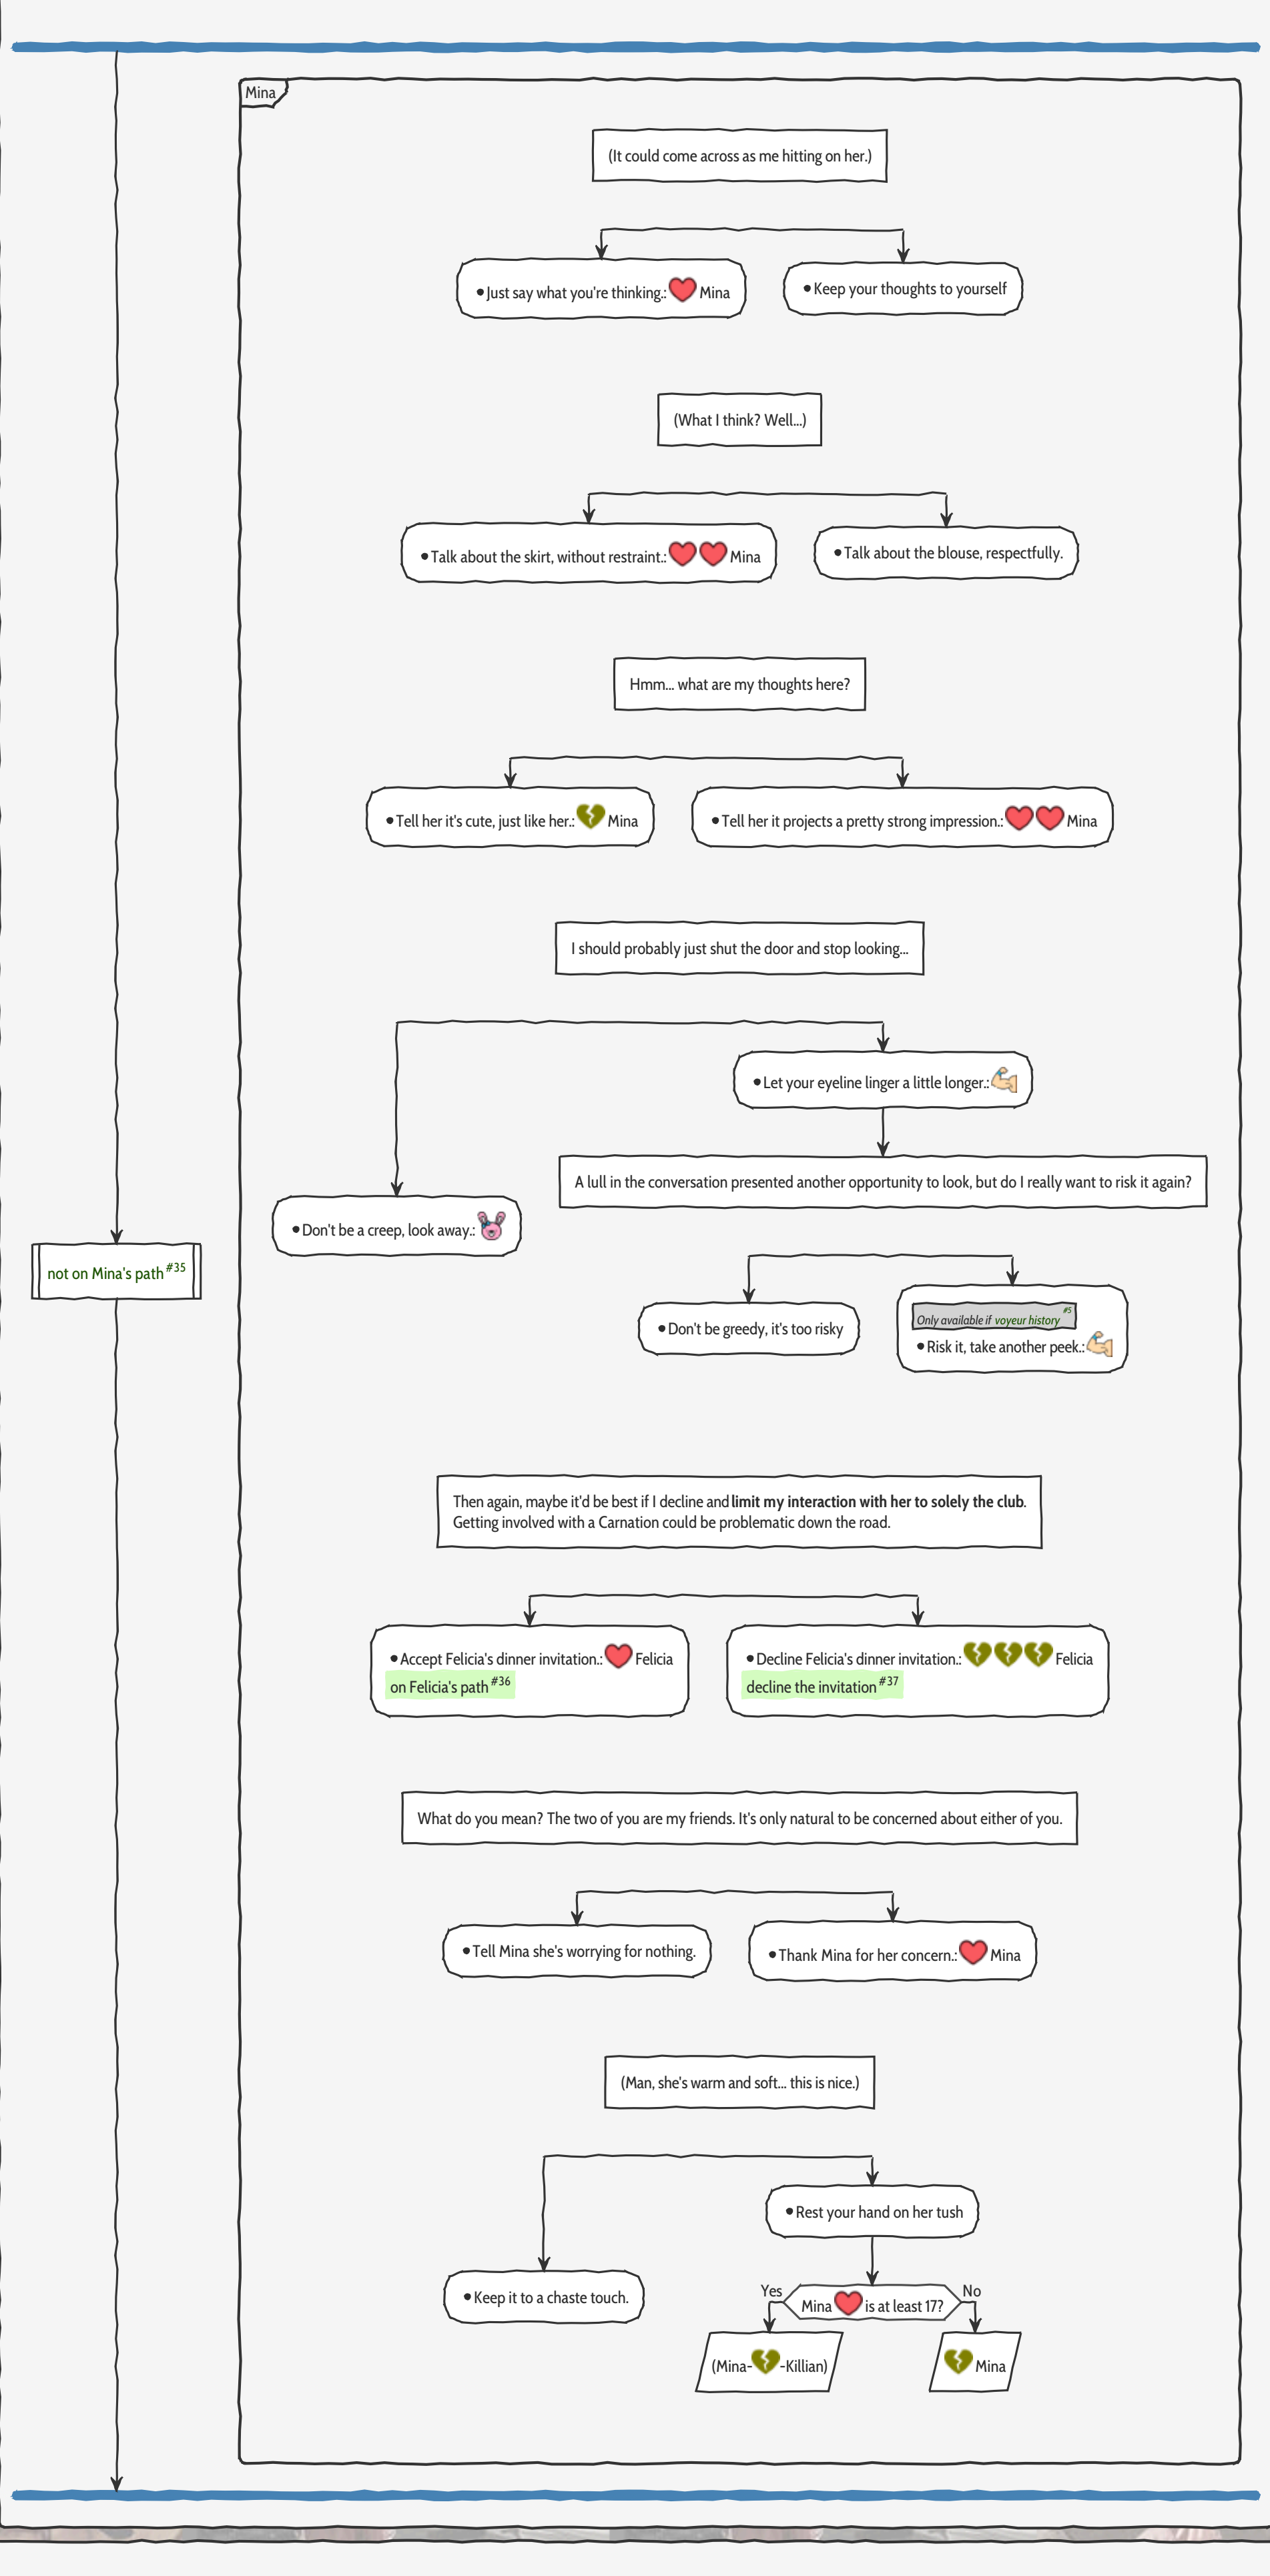 Mina
(It could come across as me hitting on her.)
•Just say what you're thinking.: Mina
•Keep your thoughts to yourself
(What I think? Well...)
•Talk about the skirt, without restraint.: Mina
•Talk about the blouse, respectfully.
Hmm... what are my thoughts here?
•Tell her it's cute, just like her.: Mina
•Tell her it projects a pretty strong impression.: Mina
I should probably just shut the door and stop looking...
•Let your eyeline linger a little longer.:
A lull in the conversation presented another opportunity to look, but do I really want to risk it again?
•Don't be a creep, look away.:
not on Mina's path #35
•Don't be greedy, it's too risky
Only available if voyeur history #5
•Risk it, take another peek.:
Then again, maybe it'd be best if I decline and limit my interaction with her to solely the club.
Getting involved with a Carnation could be problematic down the road.
•Accept Felicia's dinner invitation.: Felicia
on Felicia's path #36
•Decline Felicia's dinner invitation.: Felicia
decline the invitation #37
What do you mean? The two of you are my friends. It's only natural to be concerned about either of you.
•Tell Mina she's worrying for nothing.
•Thank Mina for her concern.: Mina
(Man, she's warm and soft... this is nice.)
•Rest your hand on her tush
•Keep it to a chaste touch.
Yes
Mina is at least 17?
No
(Mina- -Killian)
Mina